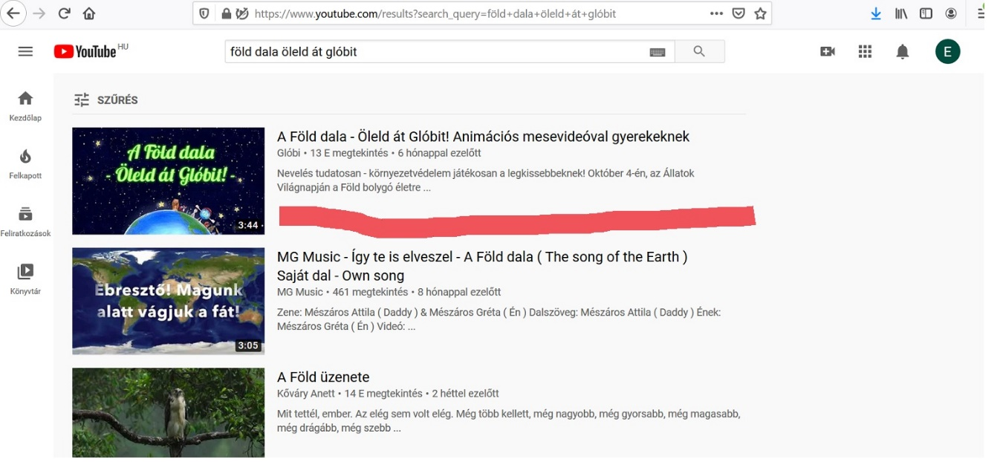 https://www.youtube.com/results?search_query=föld+dala+öleld+át+glóbit
YouTube HU
föld dala öleld át glóbit
E
SZŰRÉS
Kezdőlap
Felkapott
Feliratkozások
Könyvtár
A Föld dala
- Öleld át Glóbit! -
3:44
A Föld dala - Öleld át Glóbit! Animációs mesevideóval gyerekeknek
Glóbi • 13 E megtekintés • 6 hónappal ezelőtt
Nevelés tudatosan - környezetvédelem játékosan a legkissebbeknek! Október 4-én, az Állatok
Világnapján a Föld bolygó életre ...
Ébresztő! Magunk
alatt vágjuk a fát!
3:05
MG Music - Így te is elveszel - A Föld dala ( The song of the Earth )
Saját dal - Own song
MG Music • 461 megtekintés • 8 hónappal ezelőtt
Zene: Mészáros Attila ( Daddy ) & Mészáros Gréta ( Én ) Dalszöveg: Mészáros Attila ( Daddy ) Ének:
Mészáros Gréta ( Én ) Videó: ...
A Föld üzenete
Kőváry Anett • 14 E megtekintés • 2 héttel ezelőtt
Mit tettél, ember. Az elég sem volt elég. Még több kellett, még nagyobb, még gyorsabb, még magasabb,
még drágább, még szebb ...